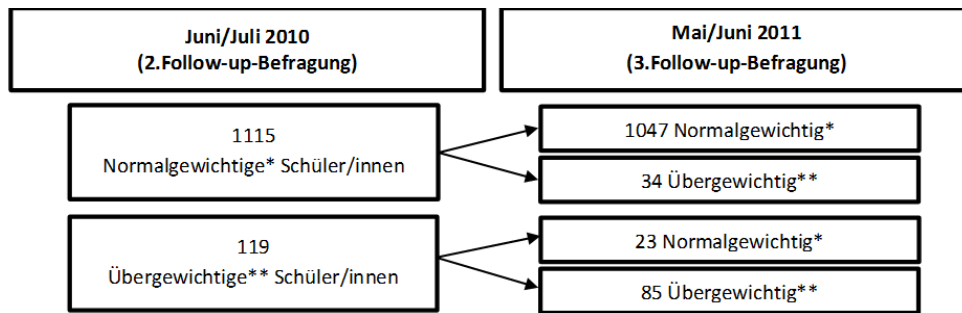 Juni/Juli 2010
(2.Follow-up-Befragung)
Mai/Juni 2011
(3.Follow-up-Befragung)
1115
Normalgewichtige* Schüler/innen
1047 Normalgewichtig*
34 Übergewichtig**
119
Übergewichtige** Schüler/innen
23 Normalgewichtig*
85 Übergewichtig**